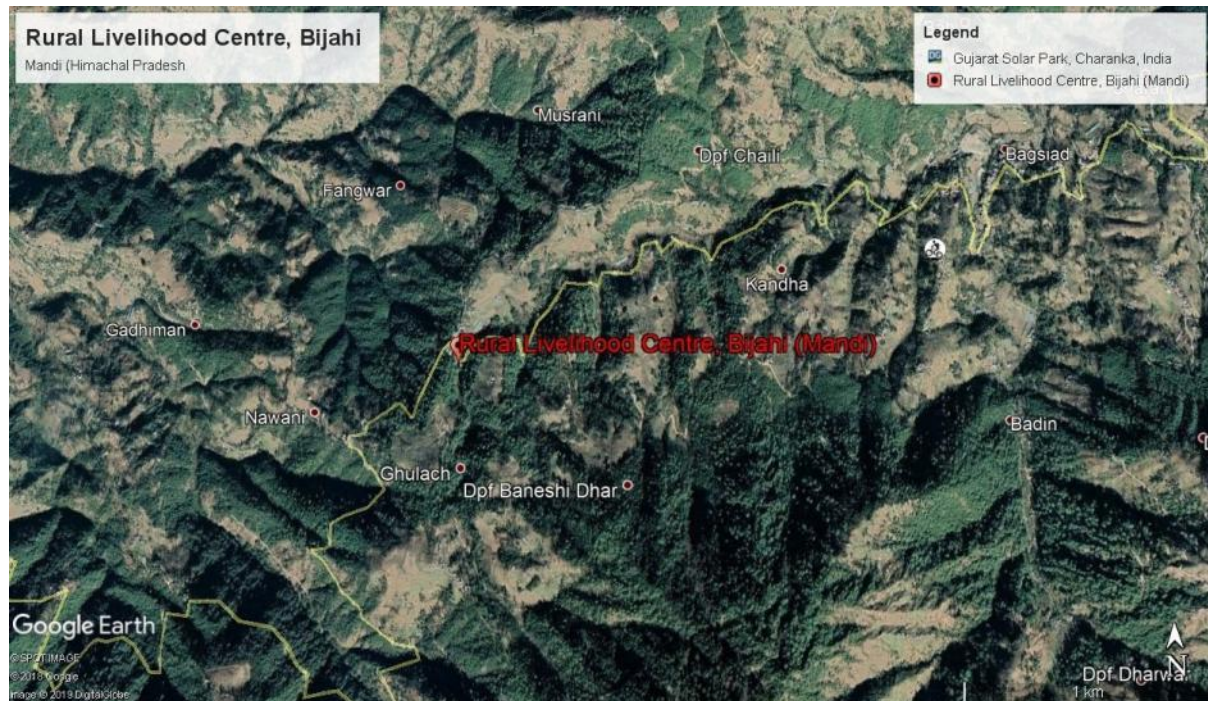 Rural Livelihood Centre, Bijahi
Mandi (Himachal Pradesh
Legend
Gujarat Solar Park, Charanka, India
Rural Livelihood Centre, Bijahi (Mandi)
Musrani
Dpf Chaili
Bagsiad
Fangwar
Kandha
Gadhiman
Rural Livelihood Centre, Bijahi (Mandi)
Nawani
Badin
Ghulach
Dpf Baneshi Dhar
Google Earth
©SPOT IMAGE
© 2018 Google
Image © 2019 DigitalGlobe
N
Dpf Dharwar
1 km